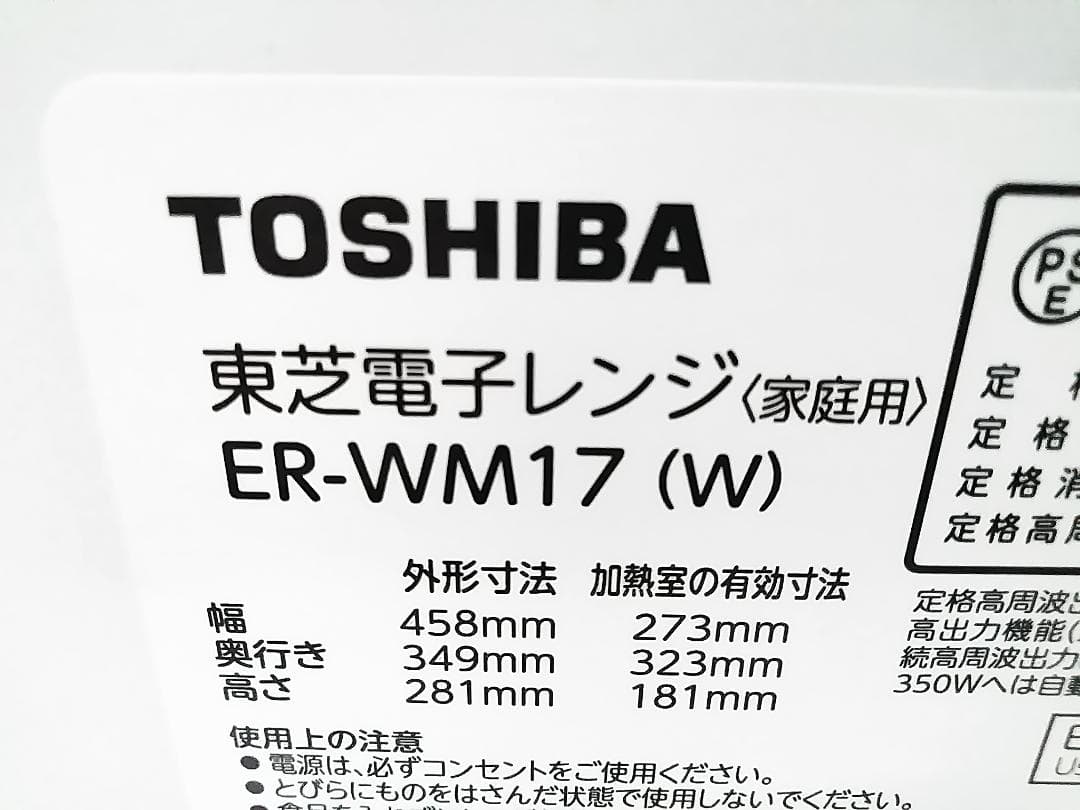 TOSHIBA
東芝電子レンジ〈家庭用〉
ER-WM17 (W)
外形寸法 加熱室の有効寸法
幅 458mm 273mm
奥行き 349mm 323mm
高さ 281mm 181mm
使用上の注意
● 電源は、必ずコンセントをご使用ください。
● とびらにものをはさんだ状態で使用しないでください。
PS
E
定 格
定 格
定 格 消
定格高周
定格高周波出
高出力機能(
続高周波出力
350Wへは自動